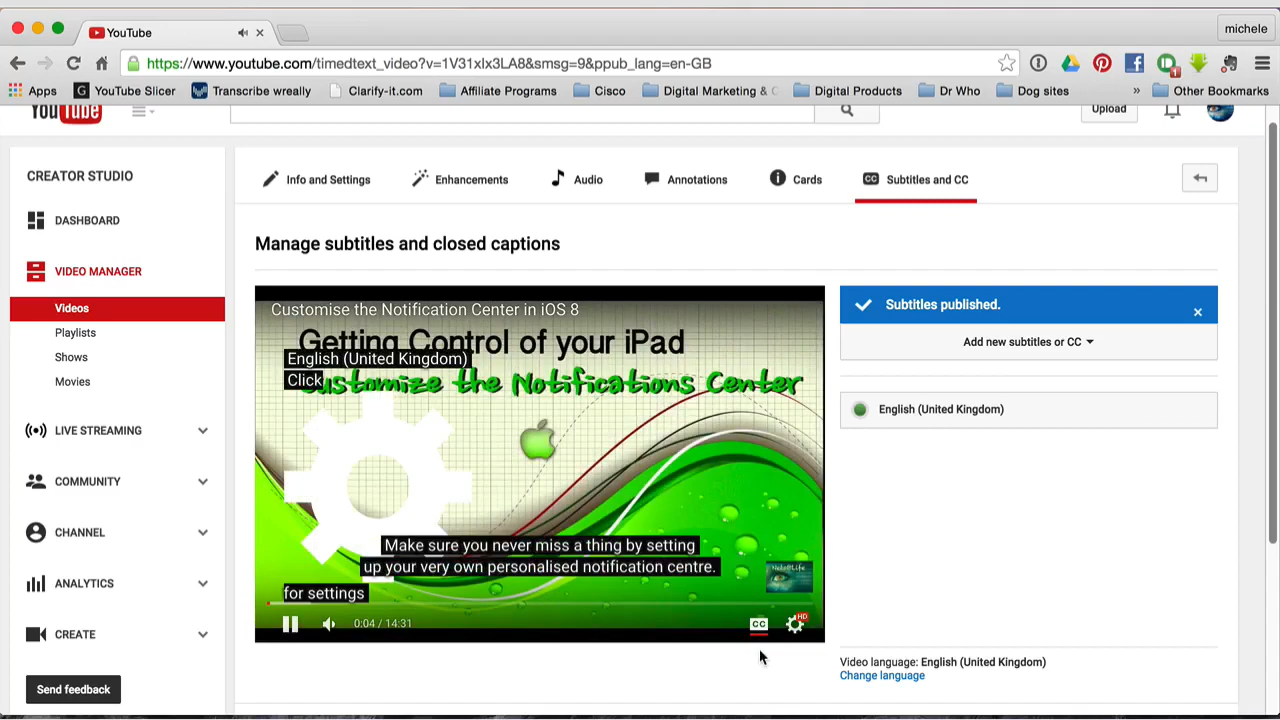 YouTube
michele
https://www.youtube.com/timedtext_video?v=1V31xIx3LA8&smsg=9&ppub_lang=en-GB
1
Apps
G
YouTube Slicer
Transcribe wreally
Clarify-it.com
Affiliate Programs
Cisco
Digital Marketing & C
Digital Products
Dr Who
Dog sites
»
Other Bookmarks
YouTube
Upload
CREATOR STUDIO
DASHBOARD
VIDEO MANAGER
Videos
Playlists
Shows
Movies
LIVE STREAMING
COMMUNITY
CHANNEL
ANALYTICS
CREATE
Send feedback
Info and Settings
Enhancements
Audio
Annotations
Cards
CC Subtitles and CC
Manage subtitles and closed captions
Customise the Notification Center in iOS 8
Getting Control of your iPad
English (United Kingdom)
Click
Customize the Notifications Center
Make sure you never miss a thing by setting
up your very own personalised notification centre.
for settings
0:04 / 14:31
CC
HD
Subtitles published.
×
Add new subtitles or CC
English (United Kingdom)
Video language: English (United Kingdom)
Change language